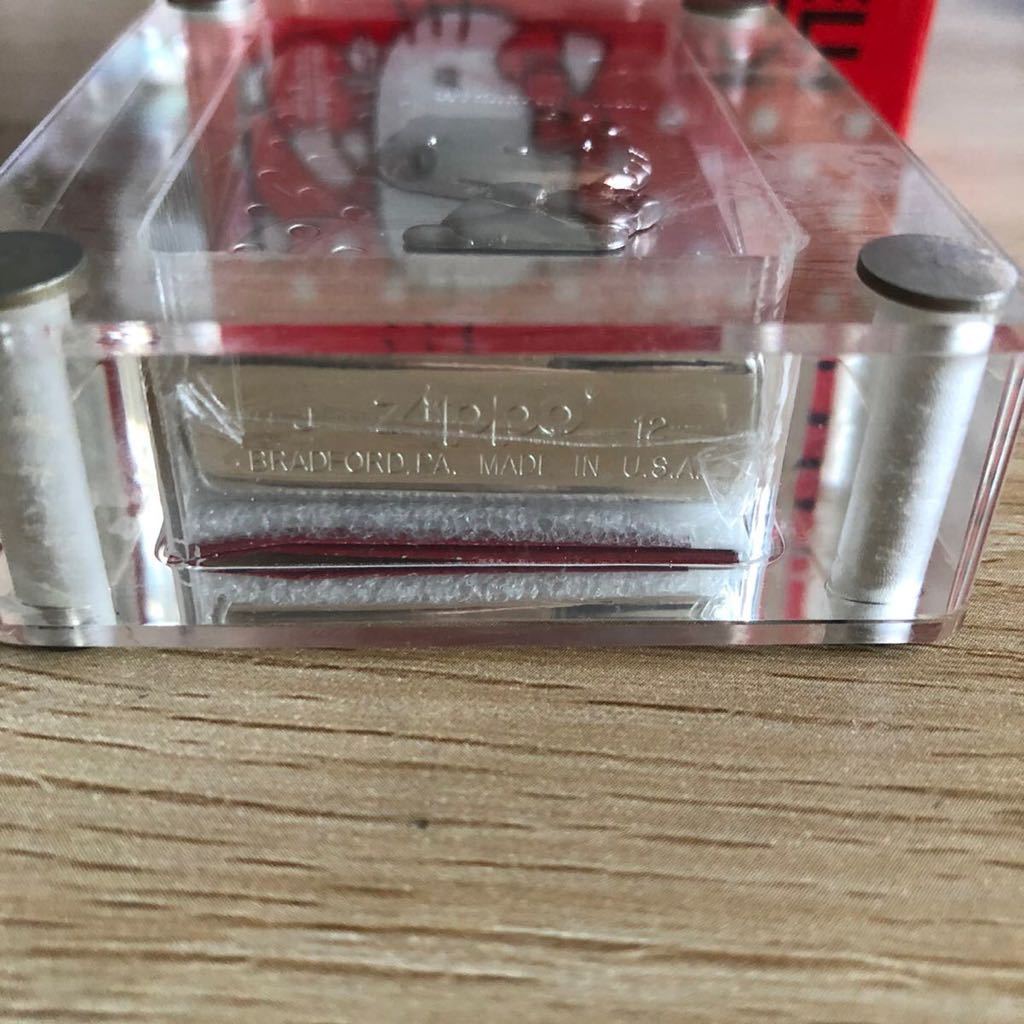 J Zippo 12
BRADFORD,PA. MADE IN U.S.A.